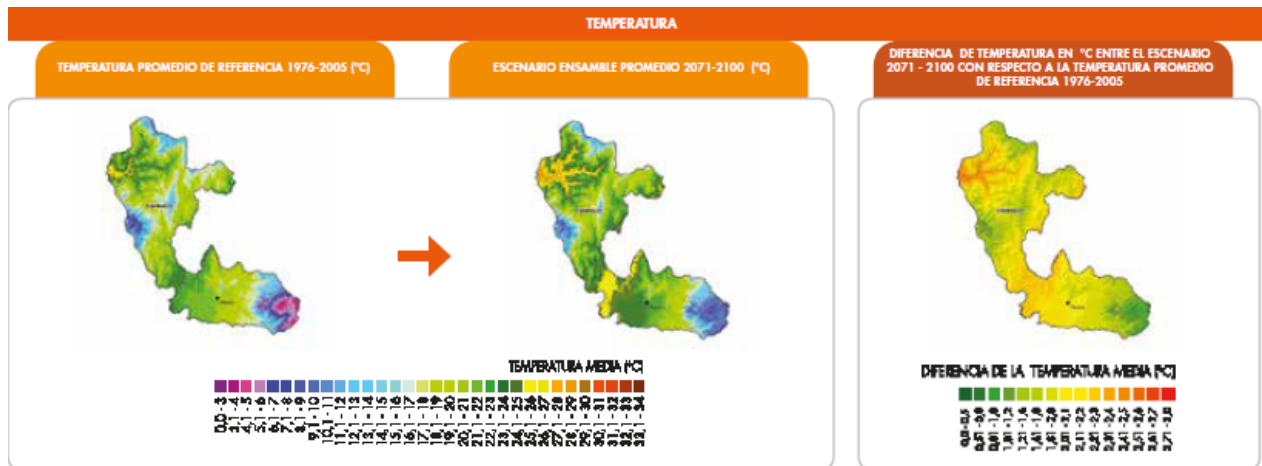 TEMPERATURA
TEMPERATURA PROMEDIO DE REFERENCIA 1976-2005 (°C)
ESCENARIO ENSAMBLE PROMEDIO 2071-2100 (°C)
DIFERENCIA DE TEMPERATURA EN °C ENTRE EL ESCENARIO
2071 - 2100 CON RESPECTO A LA TEMPERATURA PROMEDIO
DE REFERENCIA 1976-2005
TEMPERATURA MEDIA (°C)
0,0 - 3
3,1 - 4
4,1 - 5
5,1 - 6
6,1 - 7
7,1 - 8
8,1 - 9
9,1 - 10
10,1 - 11
11,1 - 12
12,1 - 13
13,1 - 14
14,1 - 15
15,1 - 16
16,1 - 17
17,1 - 18
18,1 - 19
19,1 - 20
20,1 - 21
21,1 - 22
22,1 - 23
23,1 - 24
24,1 - 25
25,1 - 26
26,1 - 27
27,1 - 28
28,1 - 29
29,1 - 30
30,1 - 31
31,1 - 32
32,1 - 33
33,1 - 34
DIFERENCIA DE LA TEMPERATURA MEDIA (°C)